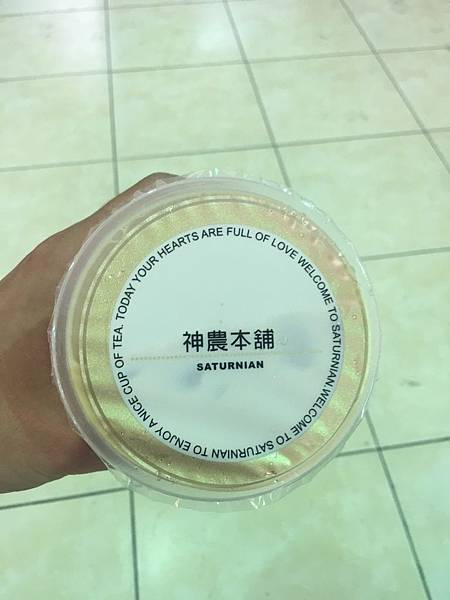 神農本舖
SATURNIAN
TODAY YOUR HEARTS ARE FULL OF LOVE WELCOME TO SATURNIAN.WELCOME TO SATURNIAN TO ENJOY A NICE CUP OF TEA.